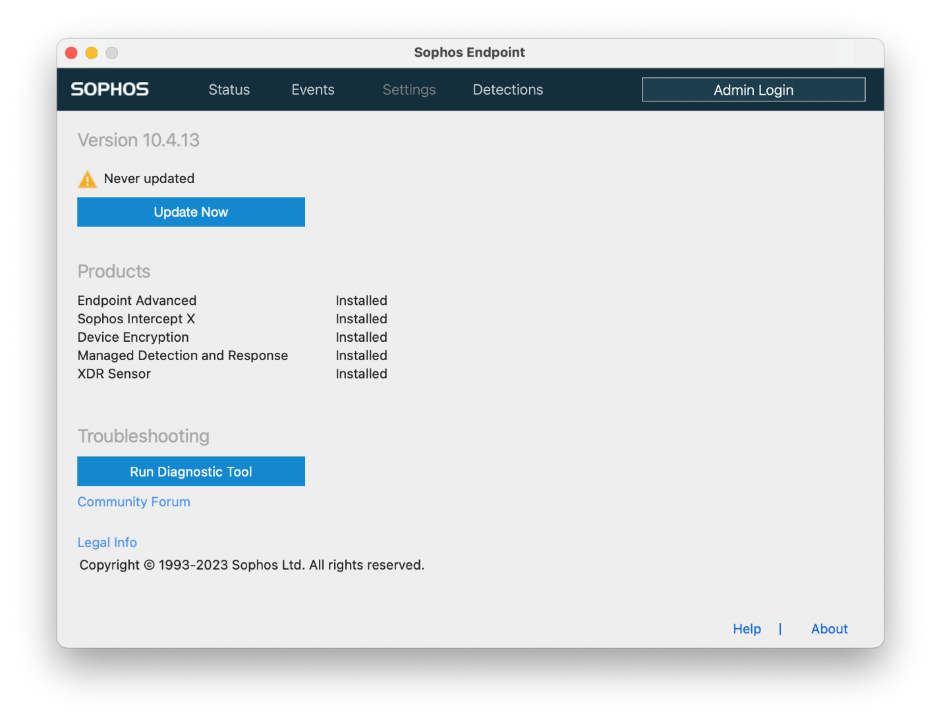 Sophos Endpoint
SOPHOS Status Events Settings Detections Admin Login
Version 10.4.13
Never updated
Update Now
Products
Endpoint Advanced Installed
Sophos Intercept X Installed
Device Encryption Installed
Managed Detection and Response Installed
XDR Sensor Installed
Troubleshooting
Run Diagnostic Tool
Community Forum
Legal Info
Copyright © 1993-2023 Sophos Ltd. All rights reserved.
Help | About